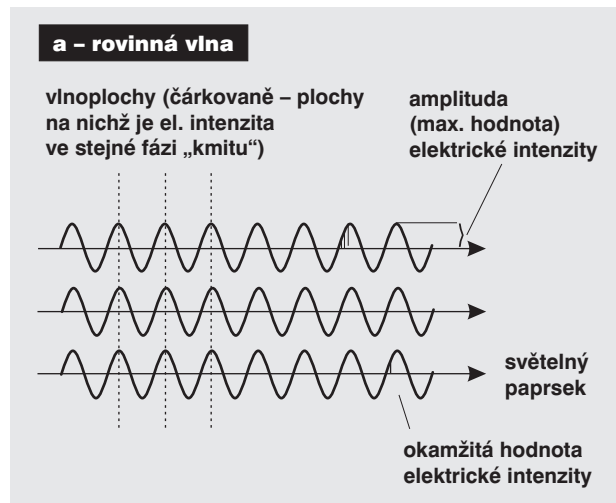 a – rovinná vlna
vlnoplochy (čárkovaně – plochy
na nichž je el. intenzita
ve stejné fázi „kmitu“)
amplituda
(max. hodnota)
elektrické intenzity
světelný
paprsek
okamžitá hodnota
elektrické intenzity